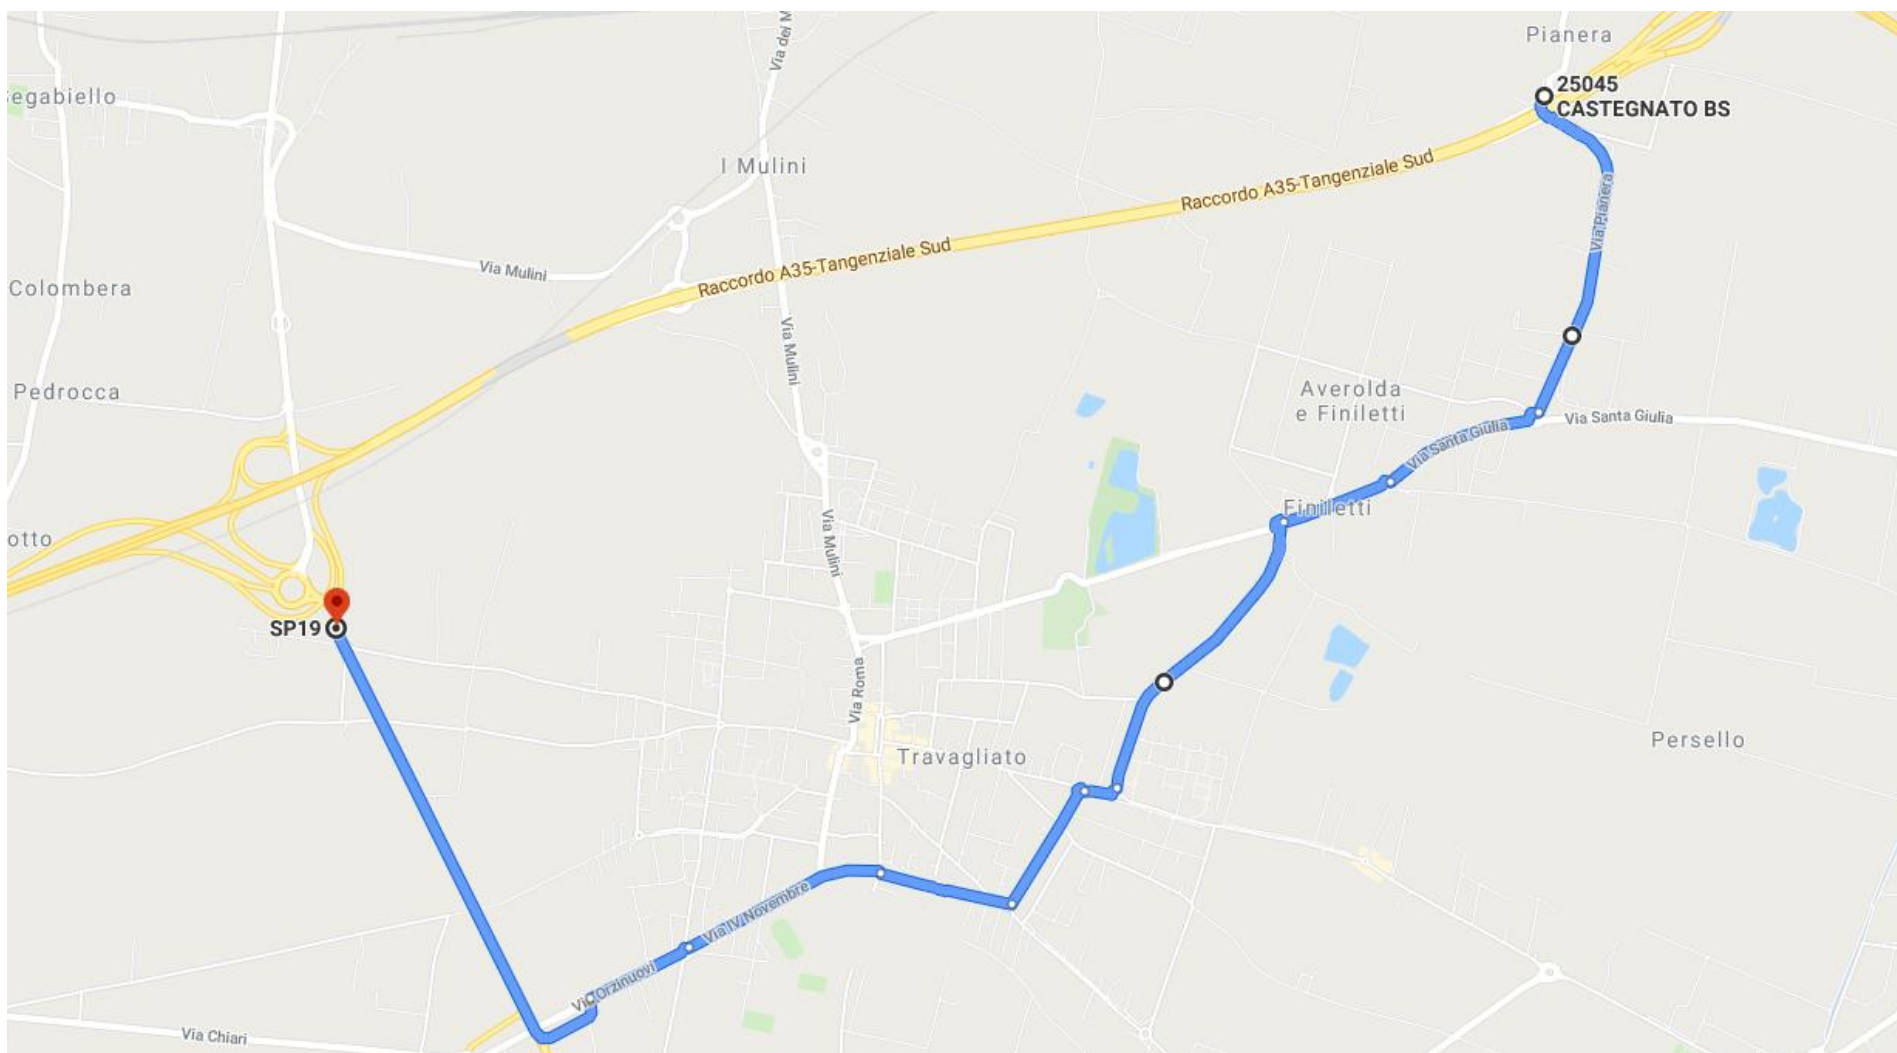 Pianera
25045
CASTEGNATO BS
Via del M
egabiello
I Mulini
Raccordo A35-Tangenziale Sud
Via Pianera
Raccordo A35-Tangenziale Sud
Via Mulini
Colombera
Via Mulini
Pedrocca
Averolda
e Finiletti
Via Santa Giulia
Via Santa Giulia
Finiletti
Via Mulini
otto
SP19
Via Roma
Travagliato
Persello
Via IV Novembre
Via Orzinuovi
Via Chiari